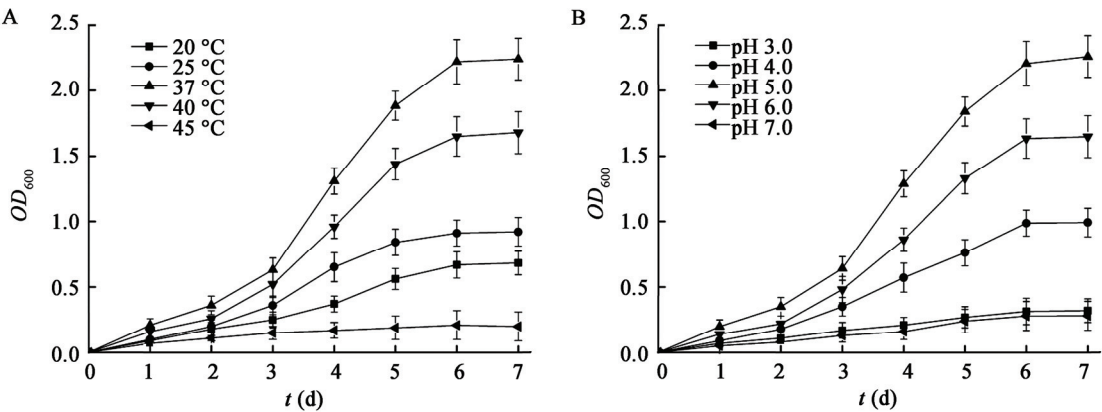 A
2.5
2.0
1.5
1.0
0.5
0.0
OD600
20 °C
25 °C
37 °C
40 °C
45 °C
0 1 2 3 4 5 6 7
t (d)
B
2.5
2.0
1.5
1.0
0.5
0.0
OD600
pH 3.0
pH 4.0
pH 5.0
pH 6.0
pH 7.0
0 1 2 3 4 5 6 7
t (d)